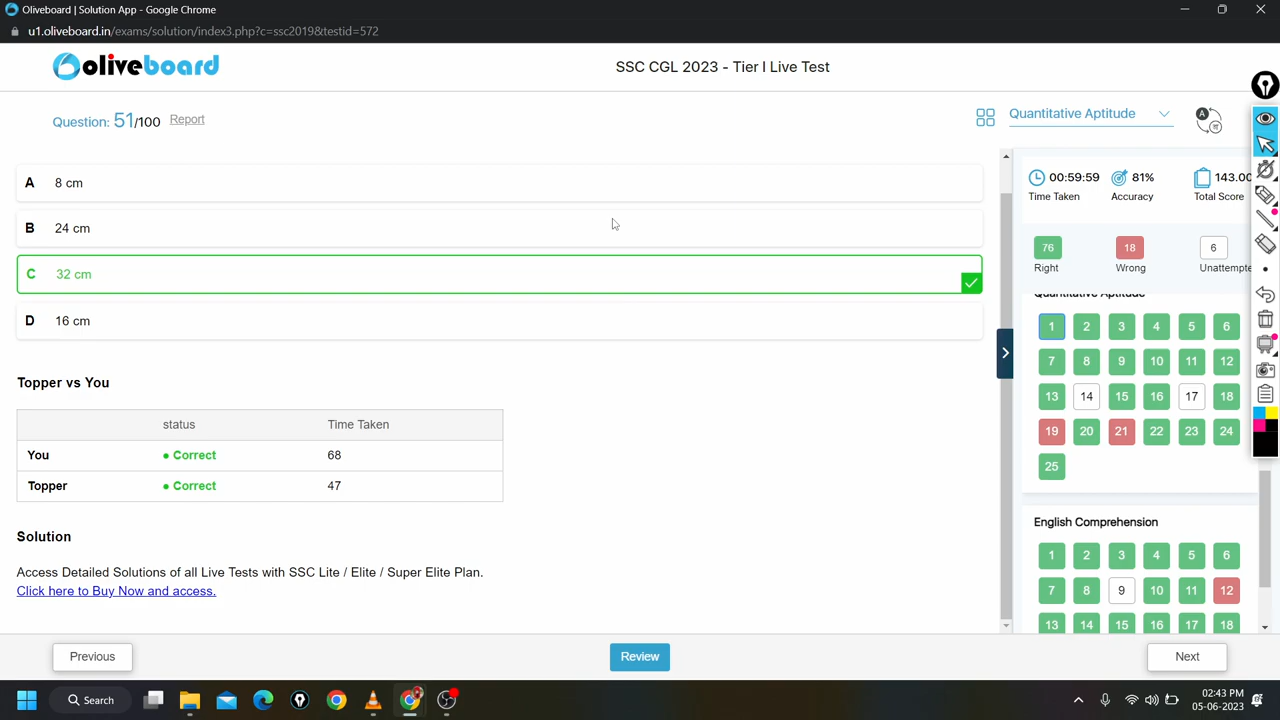 Oliveboard | Solution App - Google Chrome
u1.oliveboard.in/exams/solution/index3.php?c=ssc2019&testid=572
oliveboard
SSC CGL 2023 - Tier I Live Test
Question: 51/100 Report
Quantitative Aptitude
A 8 cm
B 24 cm
C 32 cm
D 16 cm
00:59:59 81% 143.00
Time Taken Accuracy Total Score
76 18 6
Right Wrong Unattempte
Quantitative Aptitude
1 2 3 4 5 6
7 8 9 10 11 12
13 14 15 16 17 18
19 20 21 22 23 24
25
Topper vs You
status Time Taken
You • Correct 68
Topper • Correct 47
Solution
Access Detailed Solutions of all Live Tests with SSC Lite / Elite / Super Elite Plan.
Click here to Buy Now and access.
English Comprehension
1 2 3 4 5 6
7 8 9 10 11 12
13 14 15 16 17 18
Previous Review Next
Search
02:43 PM
05-06-2023